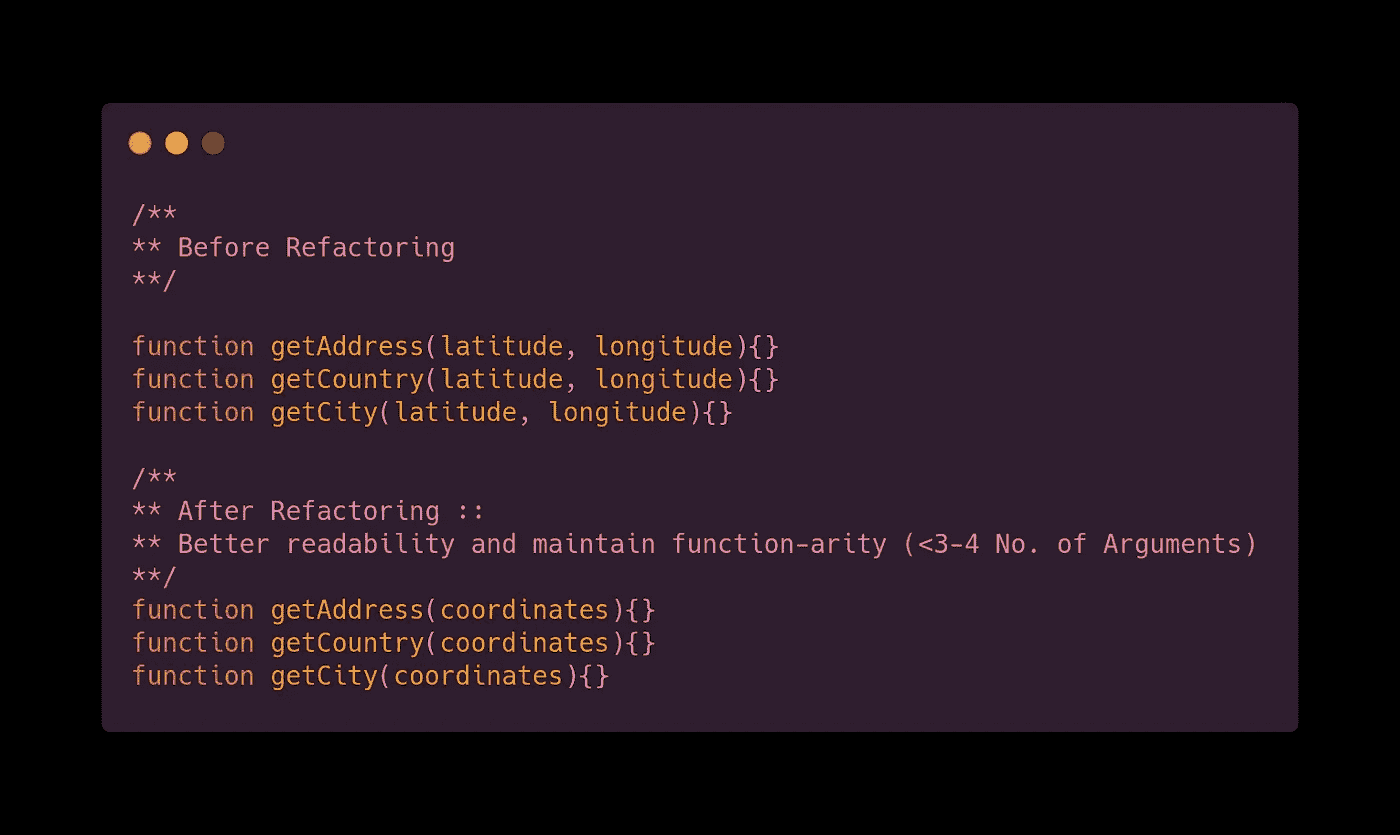 /**
** Before Refactoring
**/
function getAddress(latitude, longitude){}
function getCountry(latitude, longitude){}
function getCity(latitude, longitude){}
/**
** After Refactoring ::
** Better readability and maintain function-arity (<3-4 No. of Arguments)
**/
function getAddress(coordinates){}
function getCountry(coordinates){}
function getCity(coordinates){}